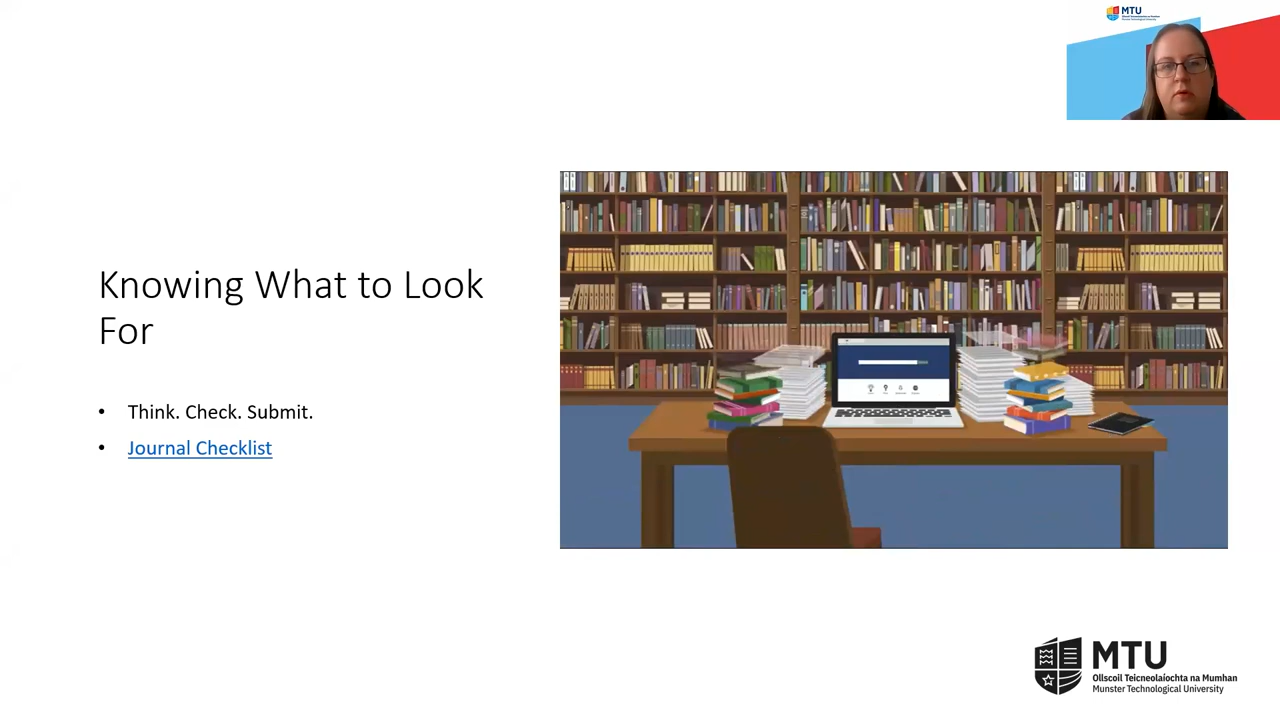 MTU
Knowing What to Look
For
• Think. Check. Submit.
• Journal Checklist
MTU
Ollscoil Teicneolaíochta na Mumhan
Munster Technological University